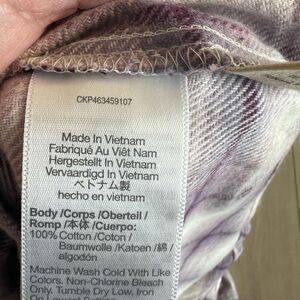 CKP463459107
Made In Vietnam
Fabriqué Au Viêt Nam
Hergestellt In Vietnam
Vervaardigd In Vietnam
ベトナム製
hecho en vietnam
Body /Corps /Oberteil /
Romp /本体 /Cuerpo:
100% Cotton /Coton /
Baumwolle /Katoen /綿 /
algodón
Machine Wash Cold With Like
Colors. Non-Chlorine Bleach
Only. Tumble Dry Low. Iron